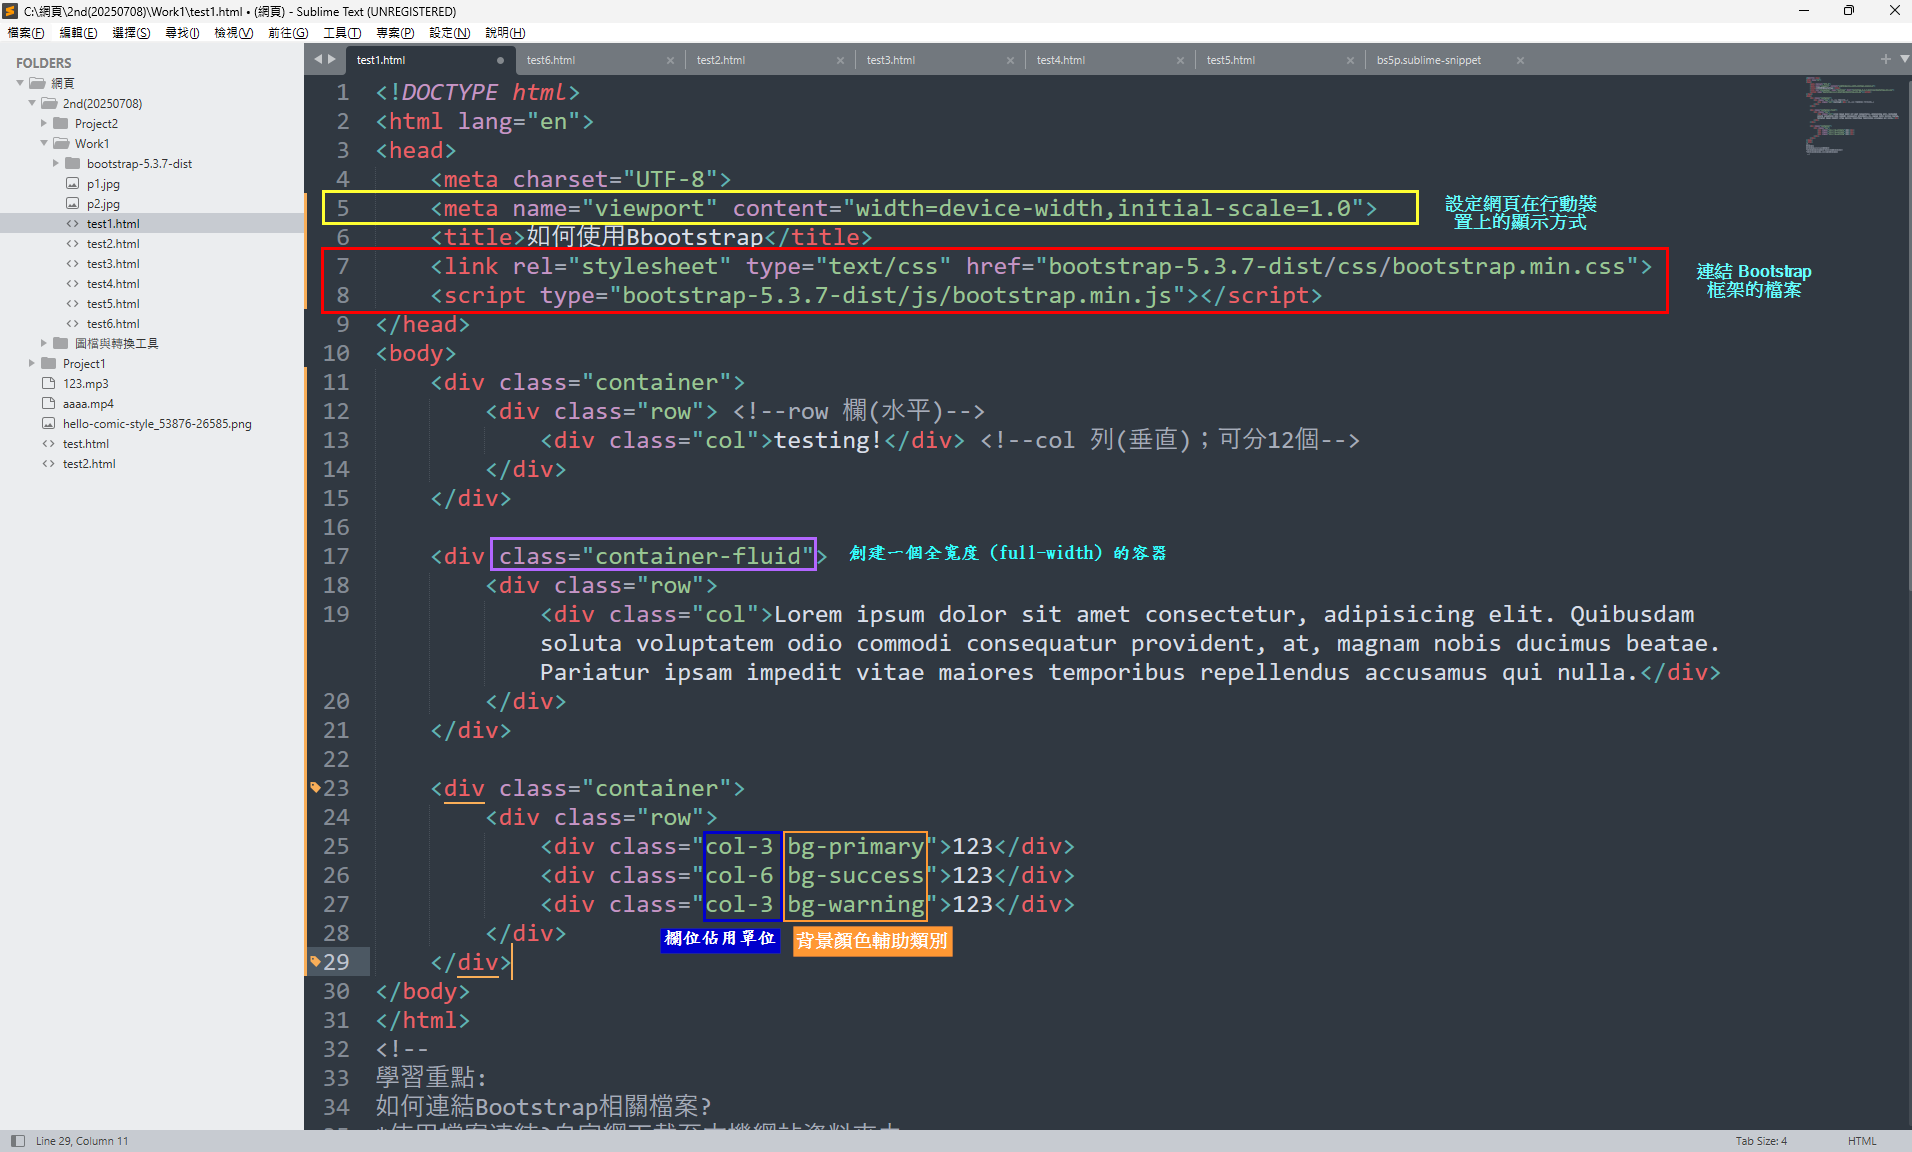 C:\網頁\2nd(20250708)\Work1\test1.html • (網頁) - Sublime Text (UNREGISTERED)
檔案(F) 編輯(E) 選擇(S) 尋找(I) 檢視(V) 前往(G) 工具(T) 專案(P) 設定(N) 說明(H)
FOLDERS
網頁
2nd(20250708)
Project2
Work1
bootstrap-5.3.7-dist
p1.jpg
p2.jpg
test1.html
test2.html
test3.html
test4.html
test5.html
test6.html
圖檔與轉換工具
Project1
123.mp3
aaaa.mp4
hello-comic-style_53876-26585.png
test.html
test2.html
test1.html test6.html test2.html test3.html test4.html test5.html bs5p.sublime-snippet
1 <!DOCTYPE html>
2 <html lang="en">
3 <head>
4 <meta charset="UTF-8">
5 <meta name="viewport" content="width=device-width,initial-scale=1.0">
設定網頁在行動裝
置上的顯示方式
6 <title>如何使用Bbootstrap</title>
7 <link rel="stylesheet" type="text/css" href="bootstrap-5.3.7-dist/css/bootstrap.min.css">
8 <script type="bootstrap-5.3.7-dist/js/bootstrap.min.js"></script>
連結 Bootstrap
框架的檔案
9 </head>
10 <body>
11 <div class="container">
12 <div class="row"> <!--row 欄(水平)-->
13 <div class="col">testing!</div> <!--col 列(垂直)；可分12個-->
14 </div>
15 </div>
16
17 <div class="container-fluid"> 創建一個全寬度（full-width）的容器
18 <div class="row">
19 <div class="col">Lorem ipsum dolor sit amet consectetur, adipisicing elit. Quibusdam
soluta voluptatem odio commodi consequatur provident, at, magnam nobis ducimus beatae.
Pariatur ipsam impedit vitae maiores temporibus repellendus accusamus qui nulla.</div>
20 </div>
21 </div>
22
23 <div class="container">
24 <div class="row">
25 <div class="col-3 bg-primary">123</div>
26 <div class="col-6 bg-success">123</div>
27 <div class="col-3 bg-warning">123</div>
28 </div>
欄位佔用單位 背景顏色輔助類別
29 </div>
30 </body>
31 </html>
32 <!--
33 學習重點:
34 如何連結Bootstrap相關檔案?
Line 29, Column 11
Tab Size: 4 HTML